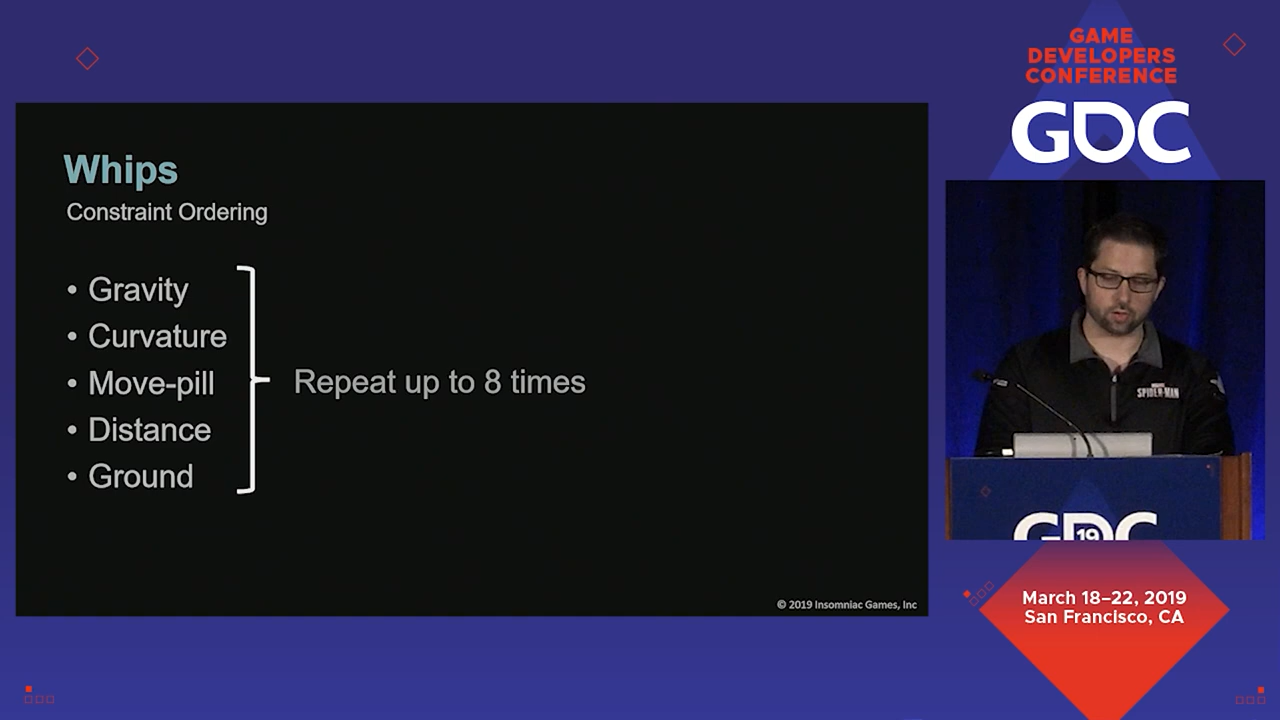 GAME
DEVELOPERS
CONFERENCE
GDC
Whips
Constraint Ordering
• Gravity
• Curvature
• Move-pill
• Distance
• Ground
Repeat up to 8 times
© 2019 Insomniac Games, Inc
SPIDER-MAN
GDC
19
March 18–22, 2019
San Francisco, CA